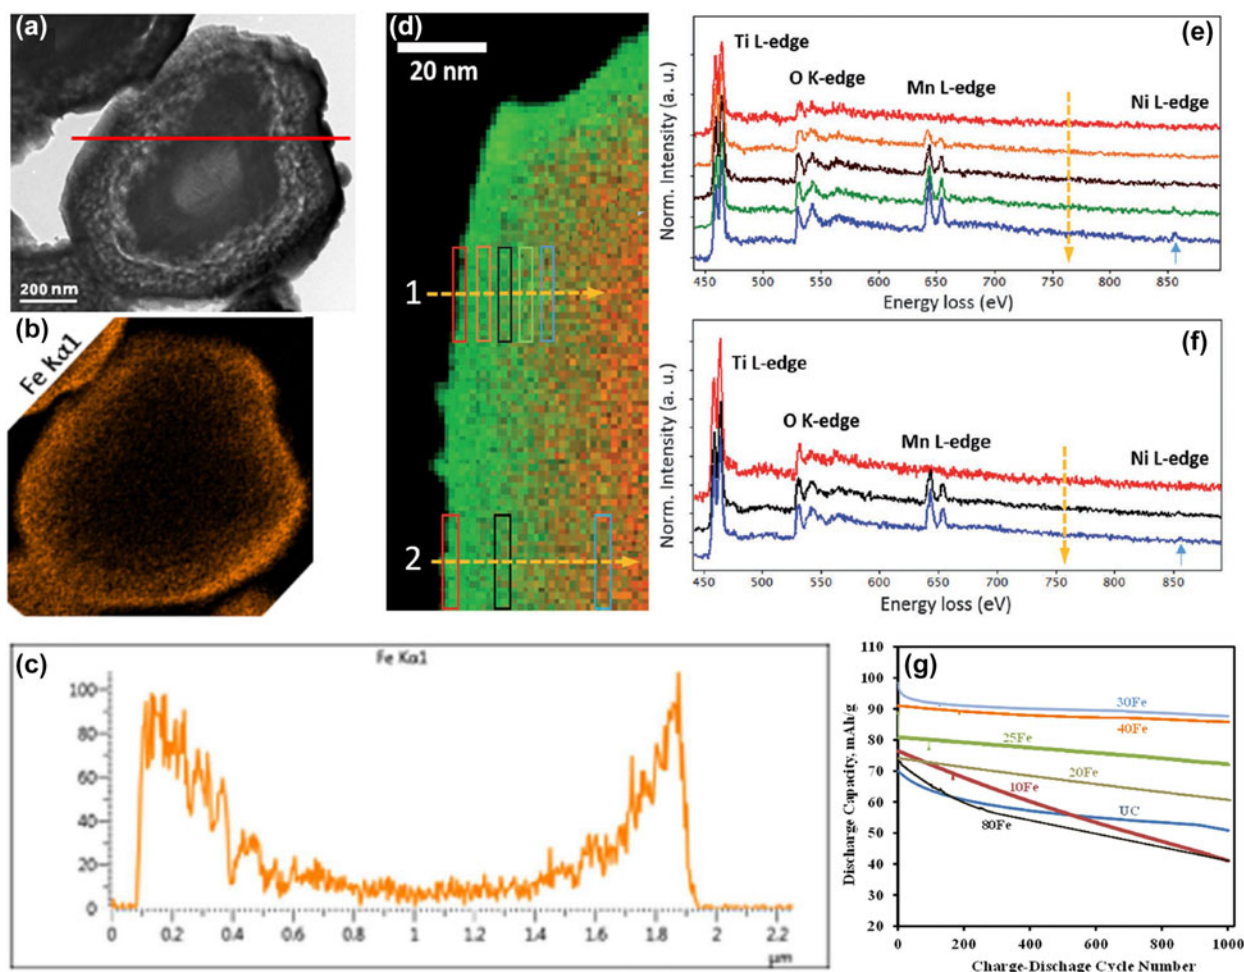 (a)
200 nm
(b)
Fe Kα1
(d)
20 nm
1
2
(e)
Ti L-edge
O K-edge
Mn L-edge
Ni L-edge
Norm. Intensity (a. u.)
450 500 550 600 650 700 750 800 850
Energy loss (eV)
(f)
Ti L-edge
O K-edge
Mn L-edge
Ni L-edge
Norm. Intensity (a. u.)
450 500 550 600 650 700 750 800 850
Energy loss (eV)
(c)
Fe Kα1
100
80
60
40
20
0
0 0.2 0.4 0.6 0.8 1 1.2 1.4 1.6 1.8 2 2.2
μm
(g)
110
100
90
80
70
60
50
40
30
20
Discharge Capacity, mAh/g
30Fe
40Fe
25Fe
20Fe
10Fe
UC
80Fe
0 200 400 600 800 1000
Charge-Dischage Cycle Number